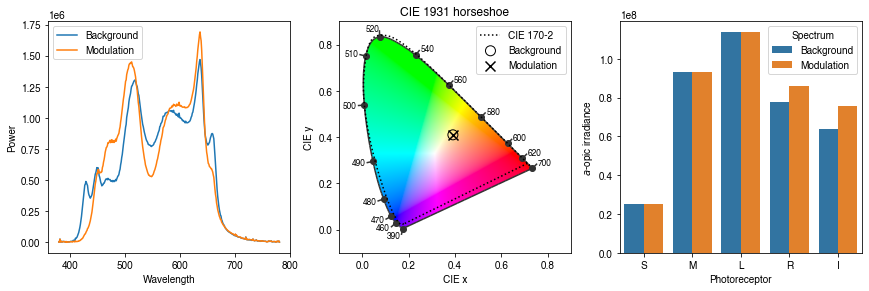 1e6
1.75
1.50
1.25
1.00
0.75
0.50
0.25
0.00
Power
Background
Modulation
400
500
600
700
800
Wavelength
CIE 1931 horseshoe
0.8
0.6
0.4
0.2
0.0
CIE y
CIE 170-2
Background
Modulation
520
540
510
560
500
580
600
490
620
700
480
470
460
390
0.0
0.2
0.4
0.6
0.8
CIE x
1e8
1.0
0.8
0.6
0.4
0.2
0.0
a-opic irradiance
Spectrum
Background
Modulation
S
M
L
R
I
Photoreceptor